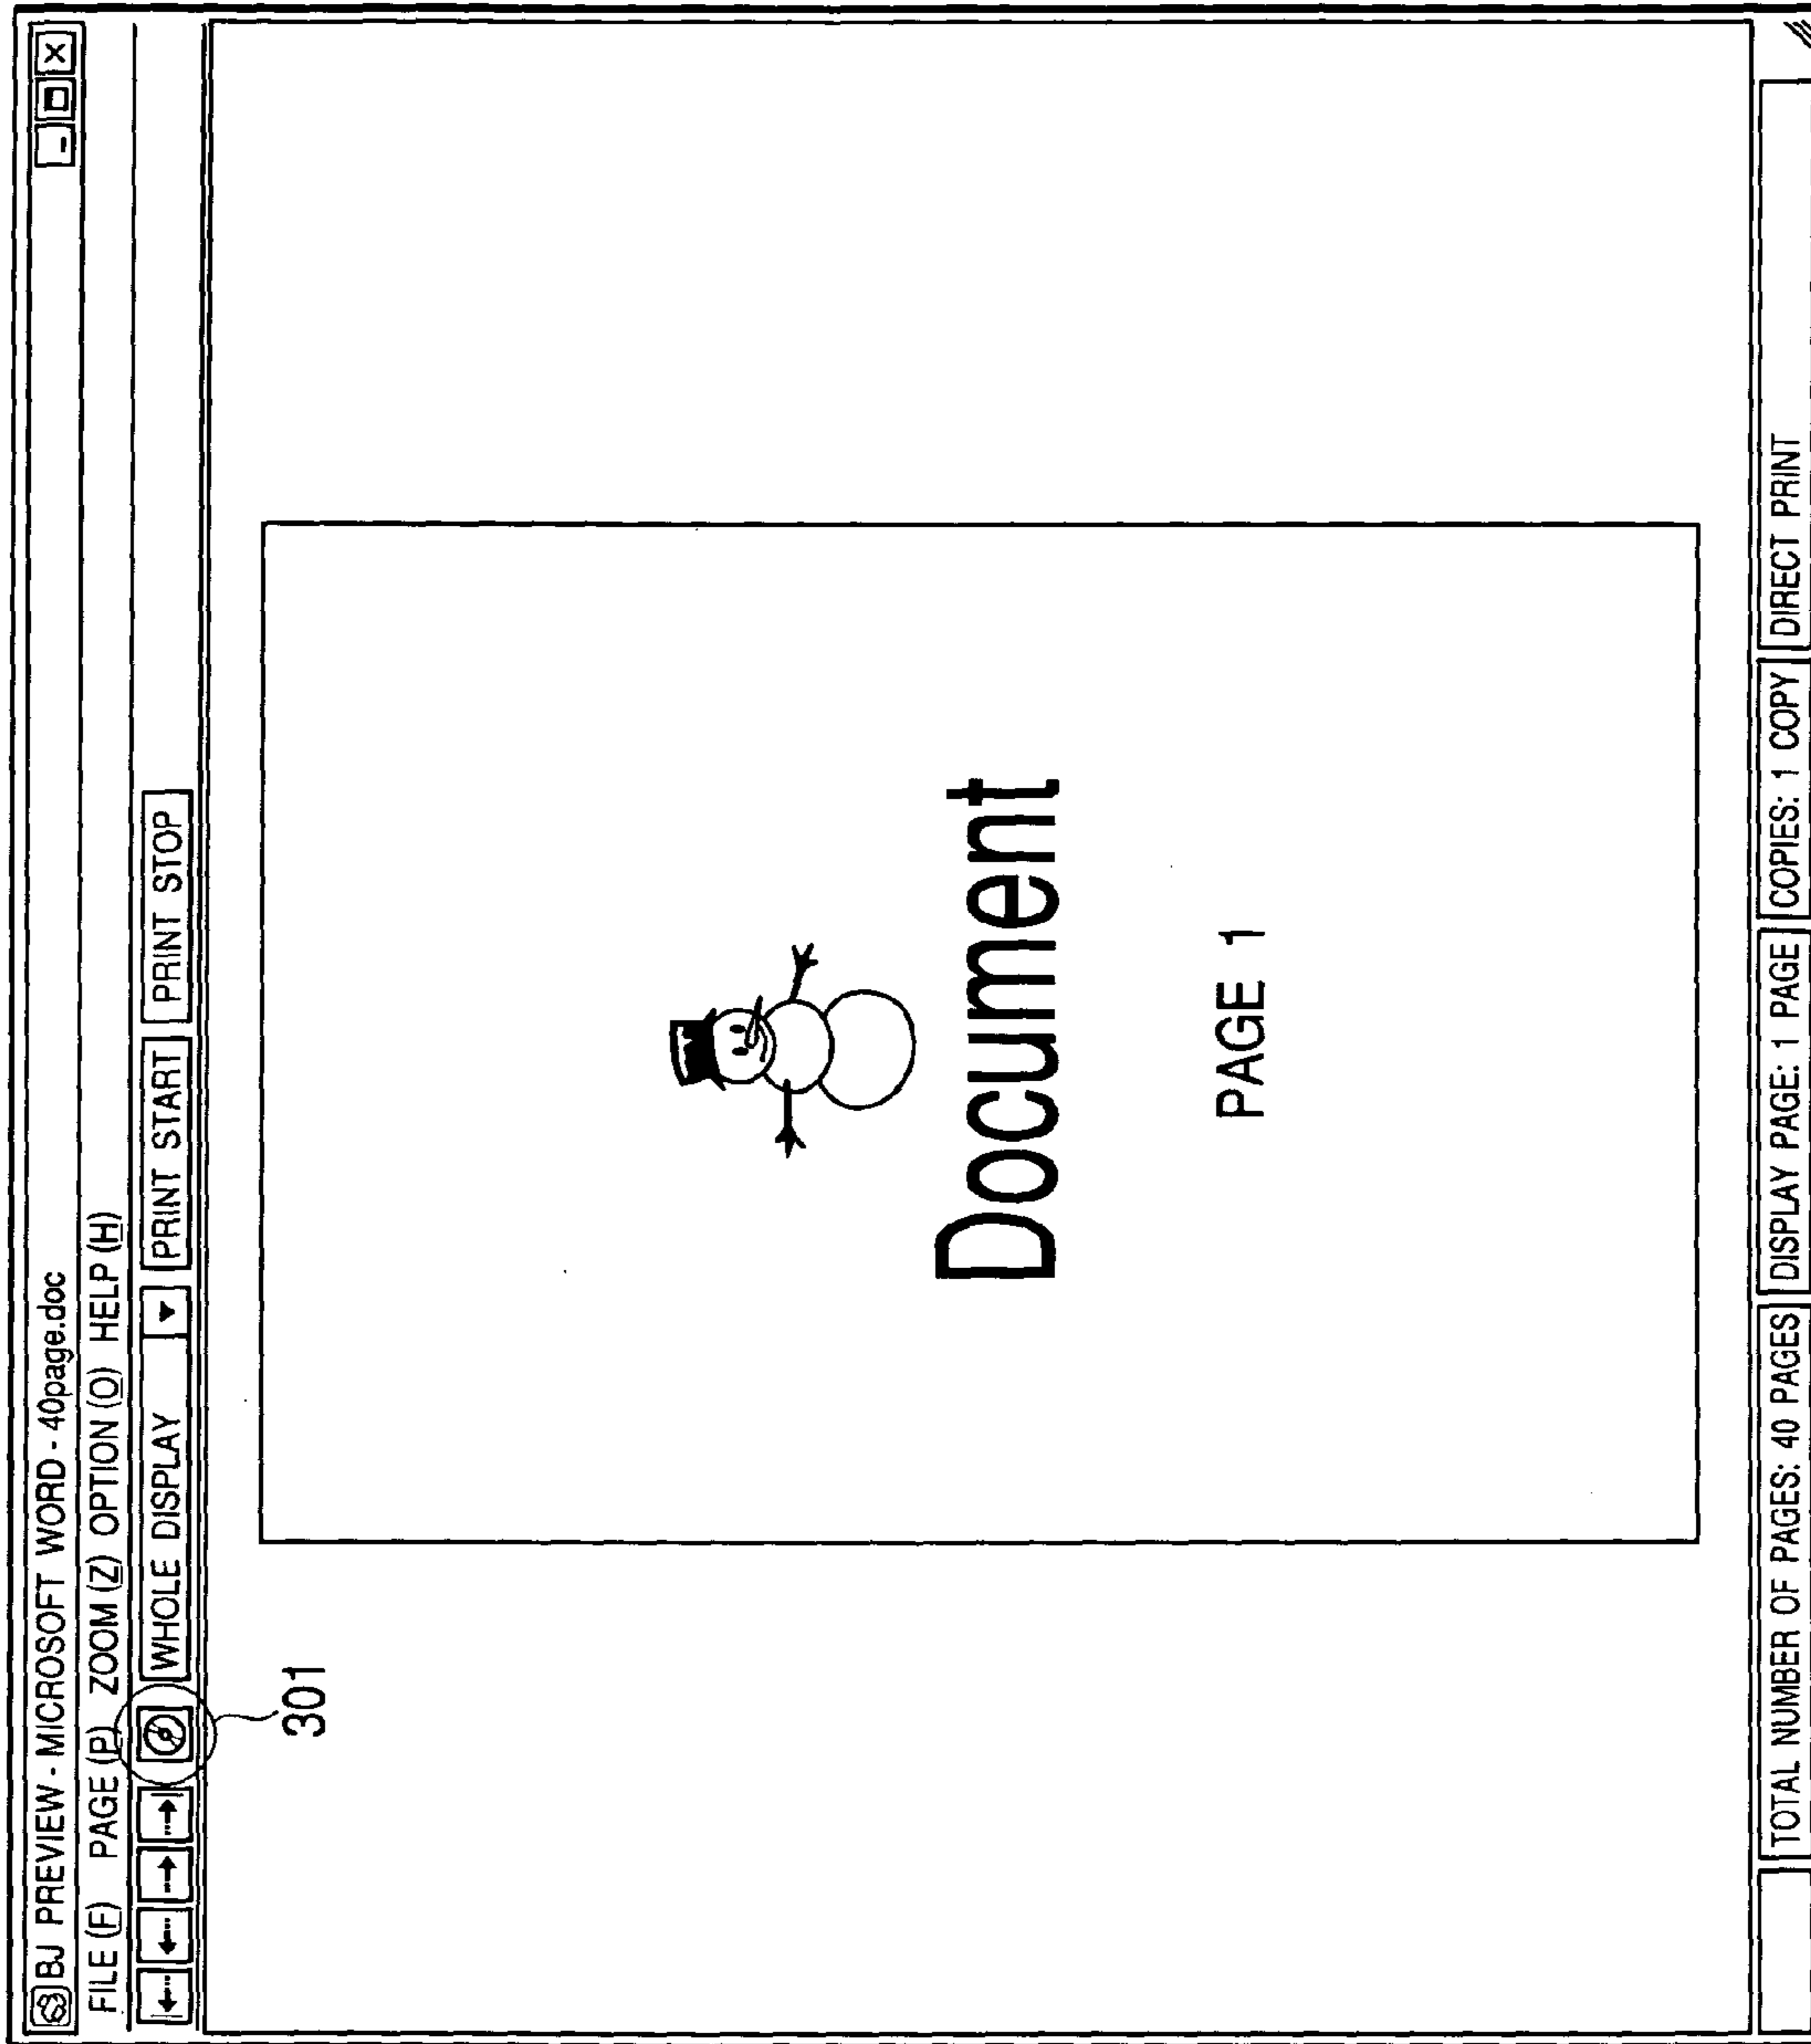 BJ PREVIEW - MICROSOFT WORD - 40page.doc
FILE (F) PAGE (P) ZOOM (Z) OPTION (O) HELP (H)
WHOLE DISPLAY PRINT START PRINT STOP
301
Document
PAGE 1
TOTAL NUMBER OF PAGES: 40 PAGES DISPLAY PAGE: 1 PAGE COPIES: 1 COPY DIRECT PRINT